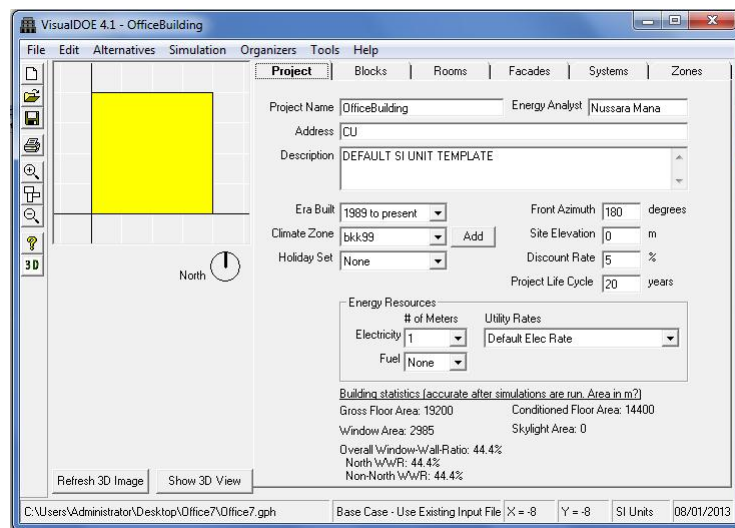 VisualDOE 4.1 - OfficeBuilding
File Edit Alternatives Simulation Organizers Tools Help
Project Blocks Rooms Facades Systems Zones
Project Name OfficeBuilding Energy Analyst Nussara Mana
Address CU
Description DEFAULT SI UNIT TEMPLATE
Era Built 1989 to present Front Azimuth 180 degrees
Climate Zone bkk99 Add Site Elevation 0 m
Holiday Set None Discount Rate 5 %
Project Life Cycle 20 years
North
3D
Energy Resources
# of Meters Utility Rates
Electricity 1 Default Elec Rate
Fuel None
Building statistics (accurate after simulations are run. Area in m?)
Gross Floor Area: 19200 Conditioned Floor Area: 14400
Window Area: 2985 Skylight Area: 0
Overall Window-Wall-Ratio: 44.4%
North WWR: 44.4%
Non-North WWR: 44.4%
Refresh 3D Image Show 3D View
C:\Users\Administrator\Desktop\Office7\Office7.gph Base Case - Use Existing Input File X = -8 Y = -8 SI Units 08/01/2013